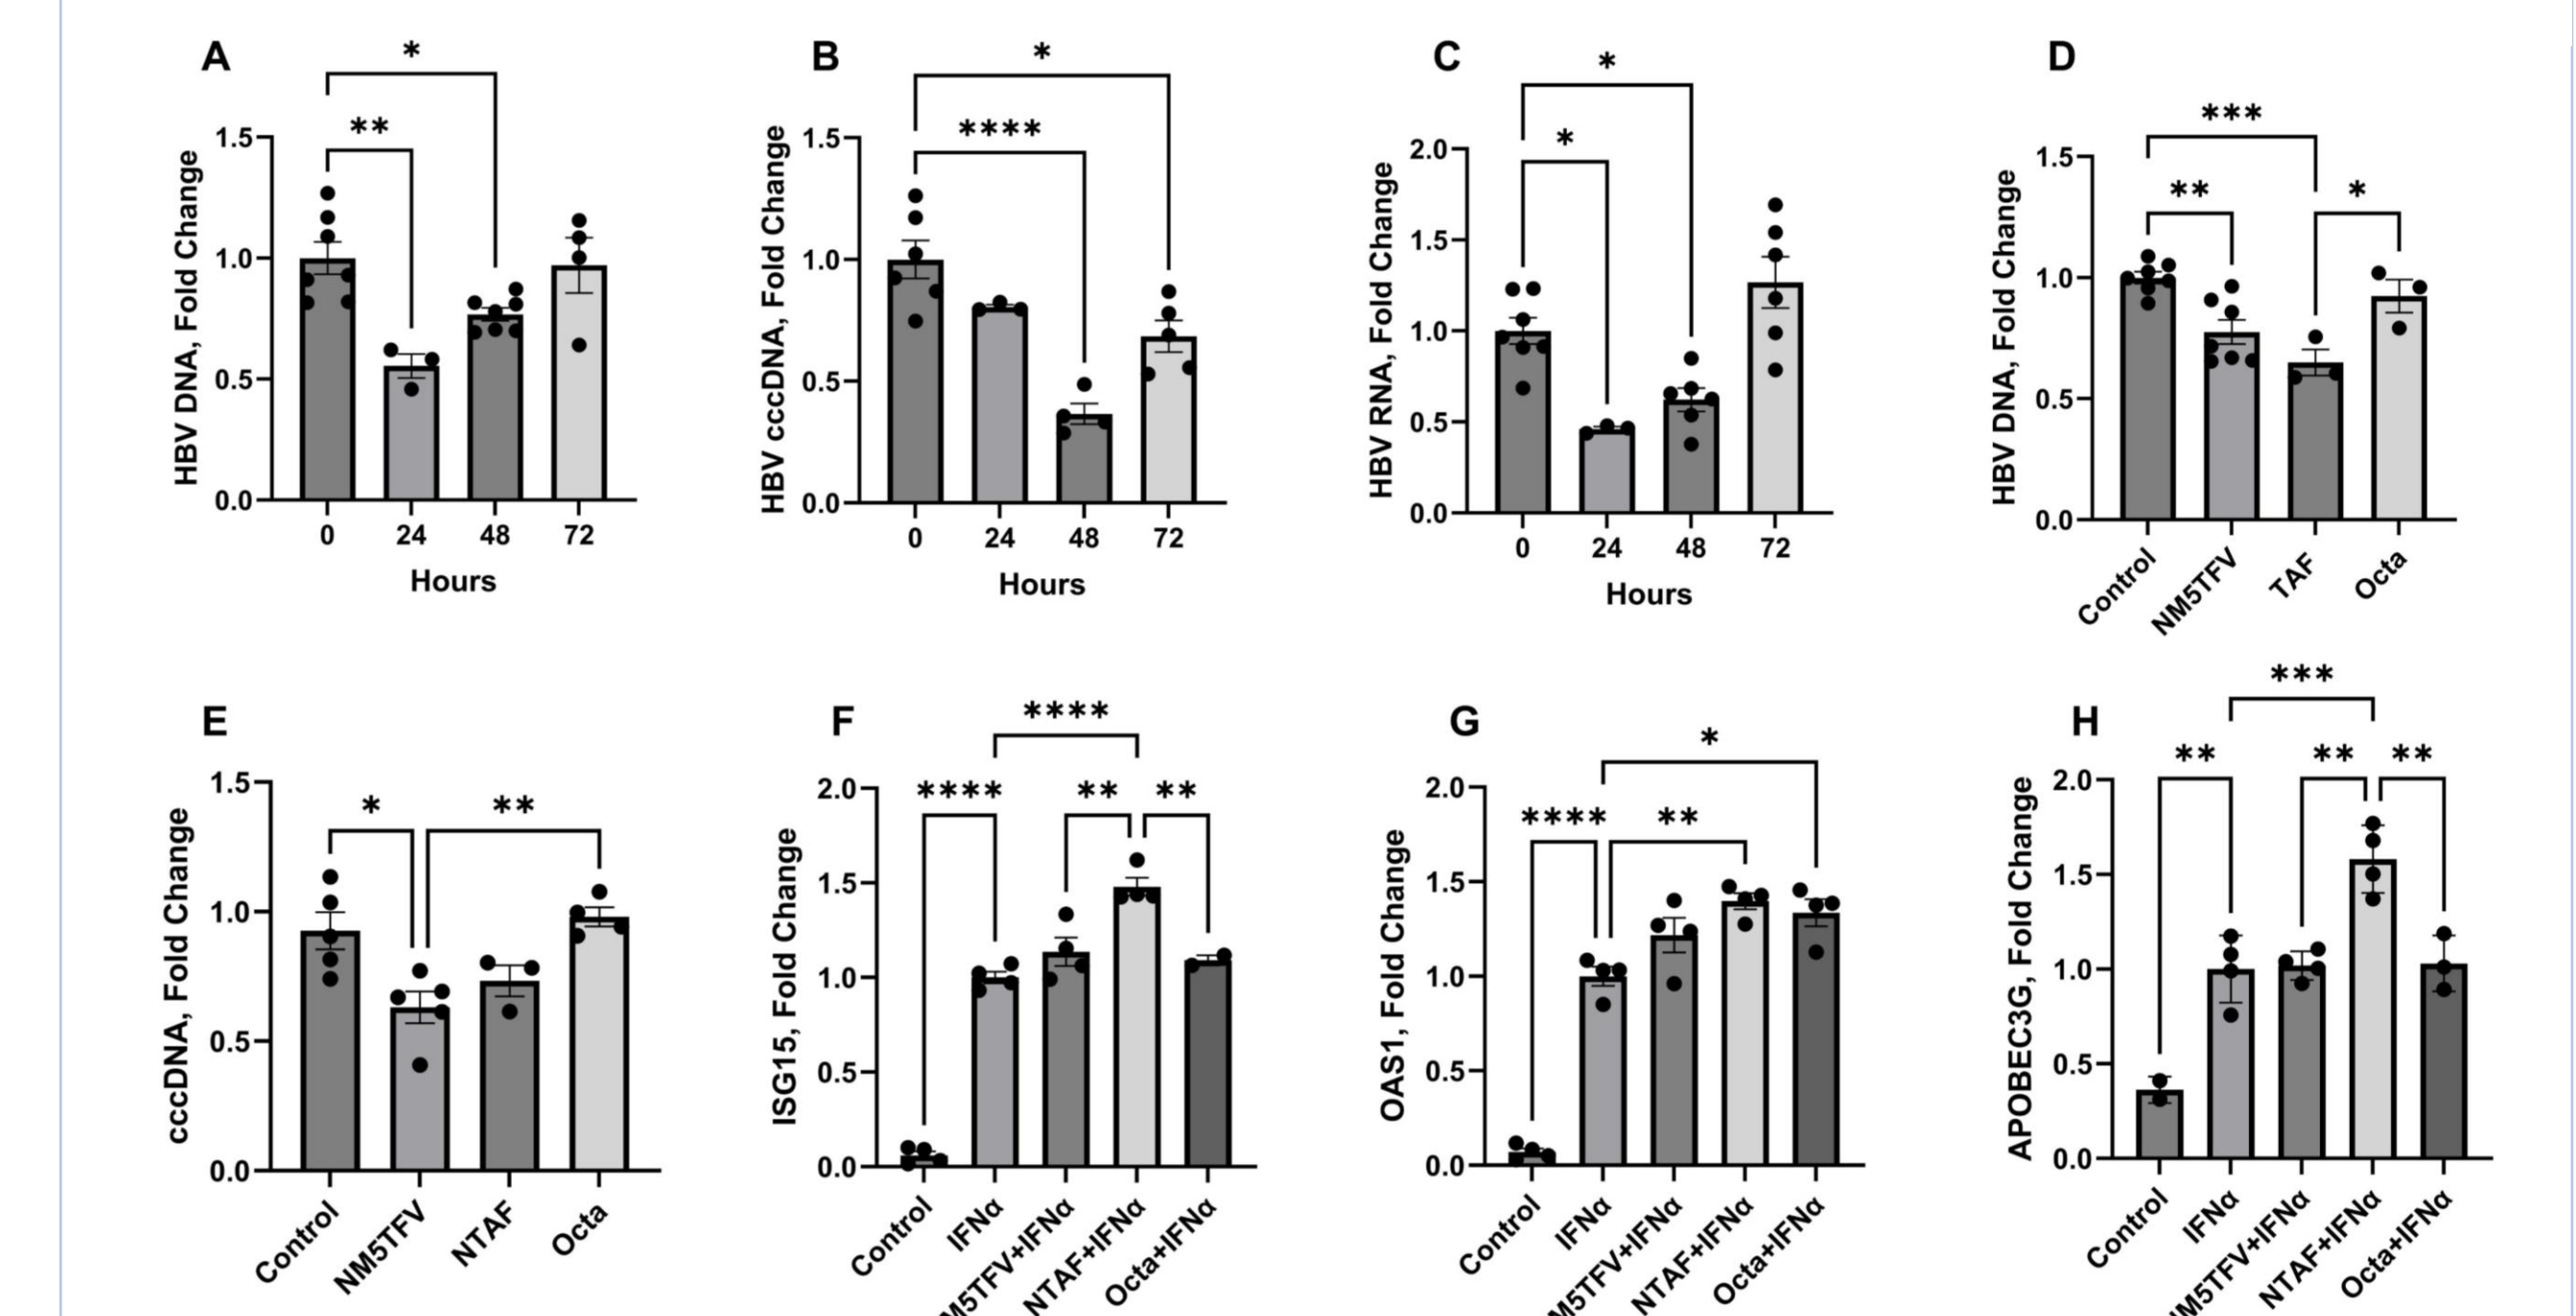 A
*
**
HBV DNA, Fold Change
1.5
1.0
0.5
0.0
0 24 48 72
Hours
B
*
****
HBV cccDNA, Fold Change
1.5
1.0
0.5
0.0
0 24 48 72
Hours
C
*
*
HBV RNA, Fold Change
2.0
1.5
1.0
0.5
0.0
0 24 48 72
Hours
D
***
** *
HBV DNA, Fold Change
1.5
1.0
0.5
0.0
Control NM5TFV TAF Octa
E
* **
cccDNA, Fold Change
1.5
1.0
0.5
0.0
Control NM5TFV NTAF Octa
F
****
**** ** **
ISG15, Fold Change
2.0
1.5
1.0
0.5
0.0
Control IFNα M5TFV+IFNα NTAF+IFNα Octa+IFNα
G
*
**** **
OAS1, Fold Change
2.0
1.5
1.0
0.5
0.0
Control IFNα M5TFV+IFNα NTAF+IFNα Octa+IFNα
H
***
** ** **
APOBEC3G, Fold Change
2.0
1.5
1.0
0.5
0.0
Control IFNα M5TFV+IFNα NTAF+IFNα Octa+IFNα